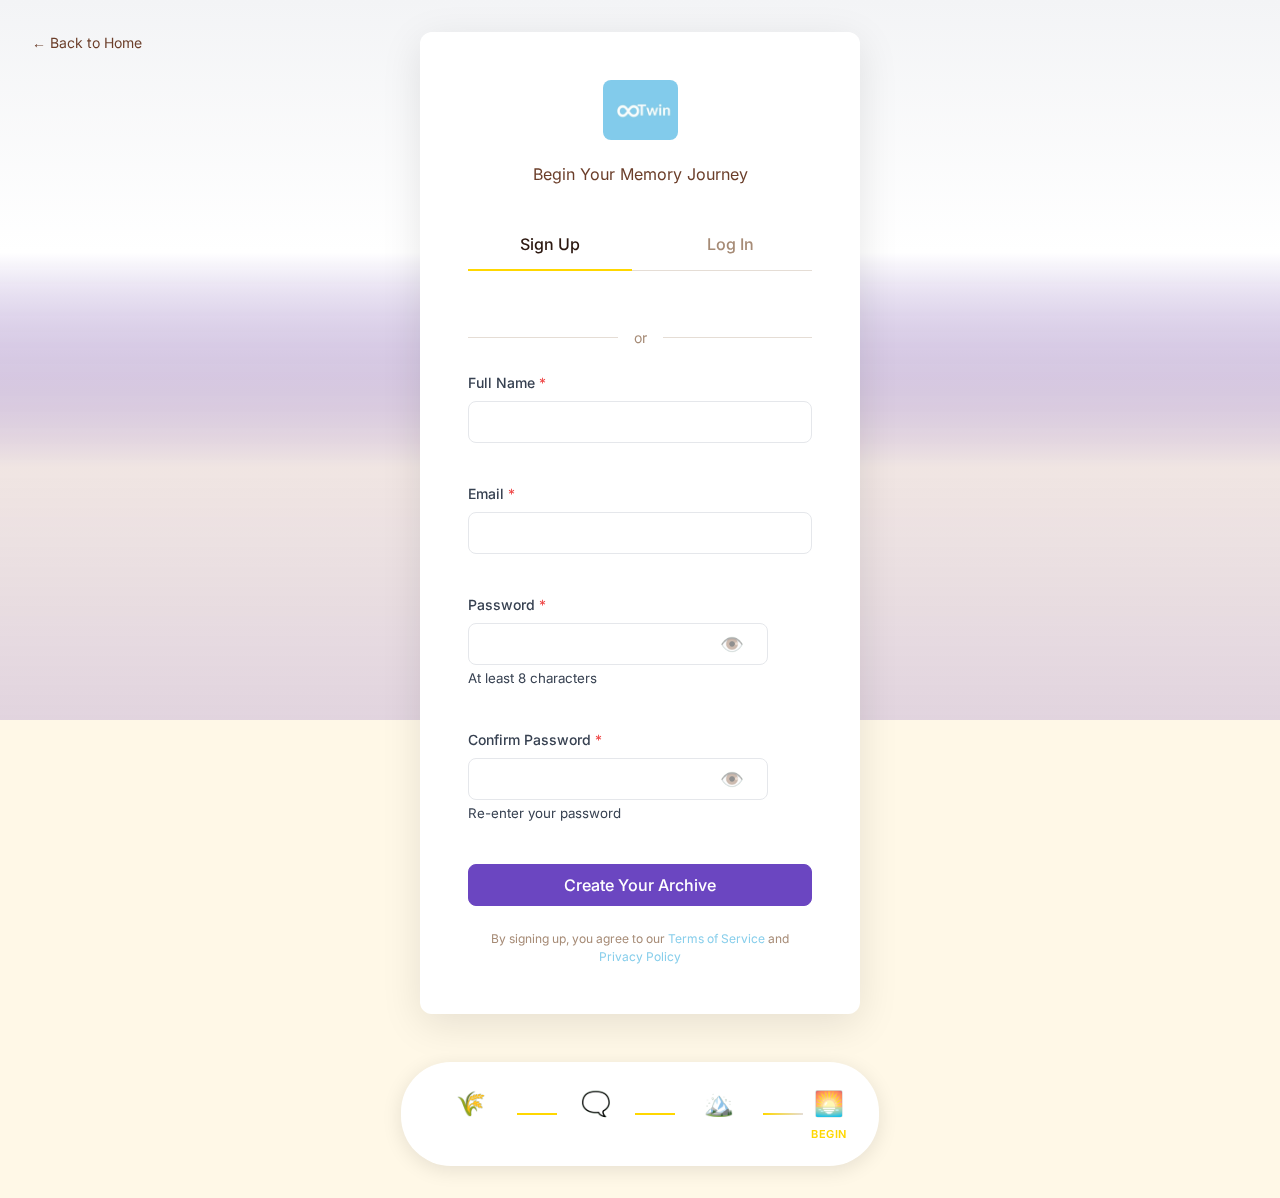 ← Back to Home
Twin
Begin Your Memory Journey
Sign Up
Log In
or
Full Name *
Email *
Password *
At least 8 characters
Confirm Password *
Re-enter your password
Create Your Archive
By signing up, you agree to our Terms of Service and
Privacy Policy
BEGIN